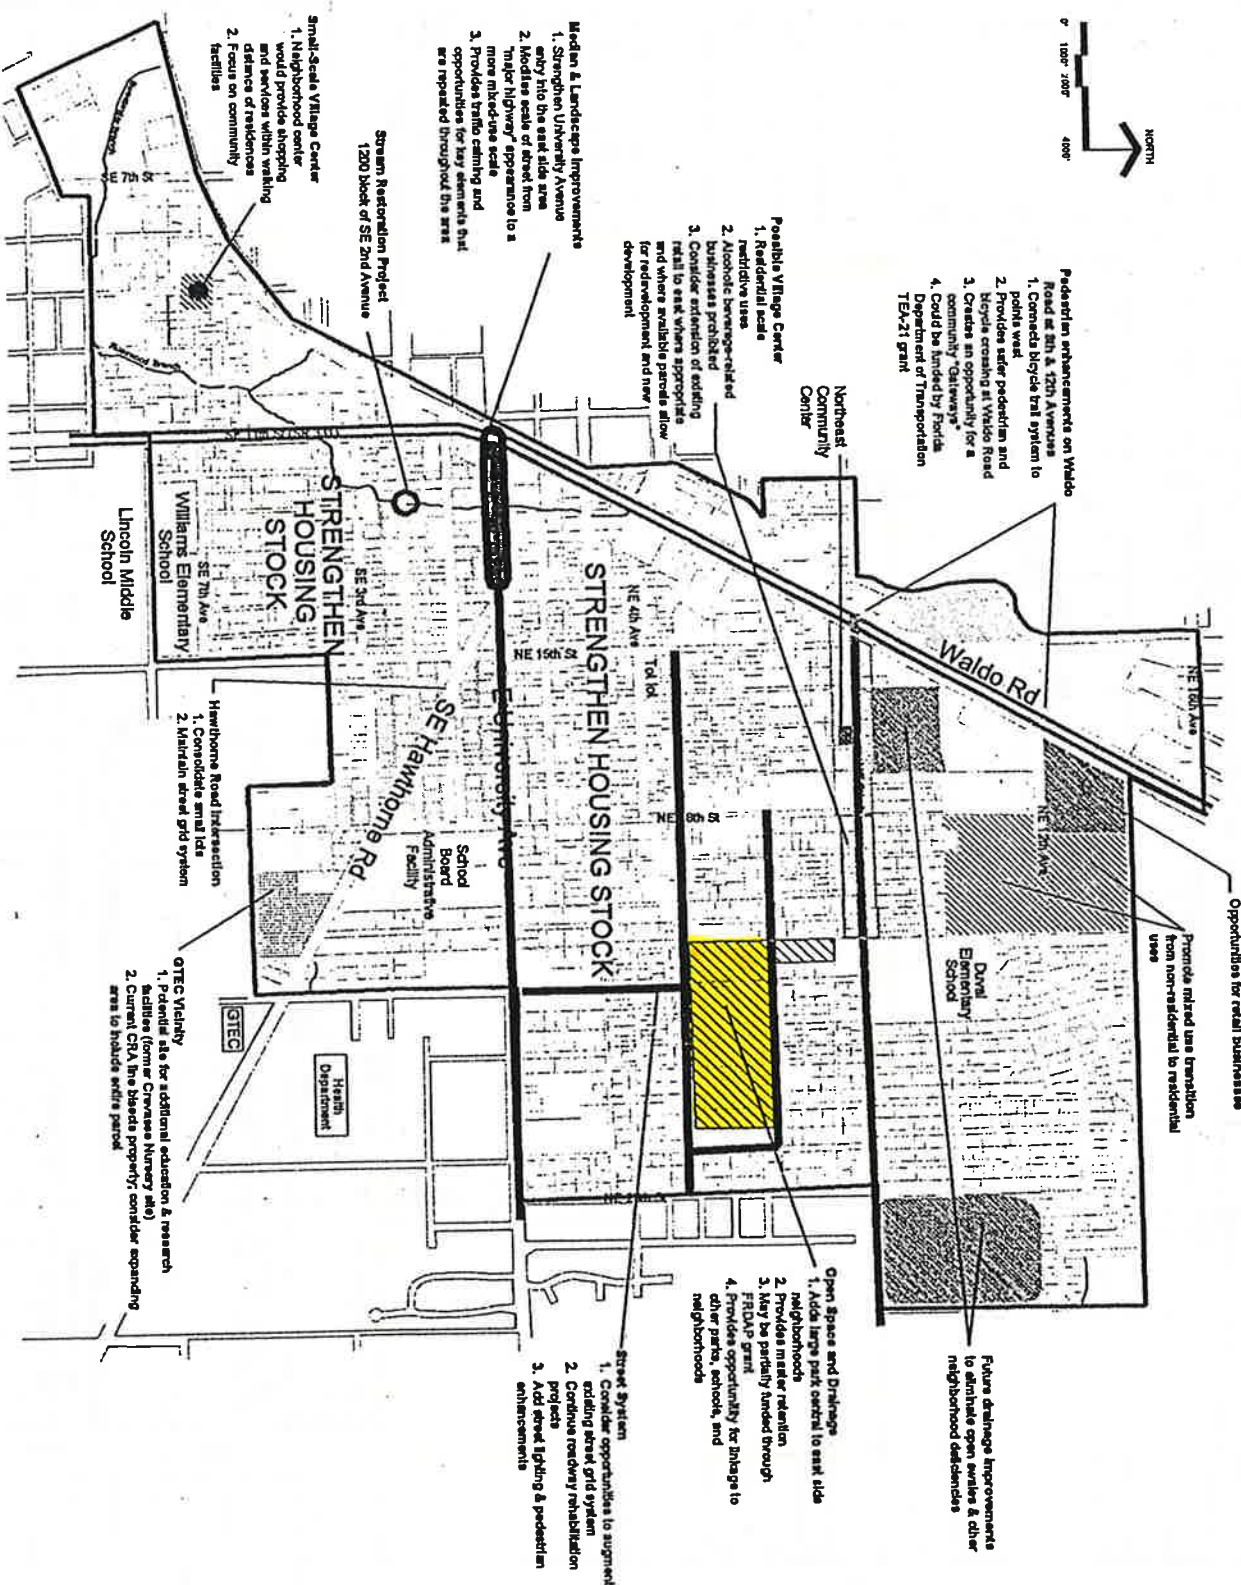 0' 1000' 2000' 4000'
NORTH
Pedestrian enhancements on Waldo
Road at 8th & 12th Avenues
1. Connects bicycle trail system to
points west
2. Provides safer pedestrian and
bicycle crossing at Waldo Road
3. Creates an opportunity for a
community "Gateways"
4. Could be funded by Florida
Department of Transportation
TEA-21 grant
Possible Village Center
1. Residential scale
restrictive uses
2. Alcoholic beverage-related
businesses prohibited
3. Consider extension of existing
retail to east where appropriate
and where available parcels allow
for redevelopment and new
development
Northeast
Community
Center
Median & Landscape Improvements
1. Strengthen University Avenue
entry into the east side area
2. Modifies scale of street from
"major highway" appearance to a
more mixed-use scale
3. Provides traffic calming and
opportunities for key elements that
are repeated throughout the area
Stream Restoration Project
1200 block of SE 2nd Avenue
Small-Scale Village Center
1. Neighborhood center
would provide shopping
and services within walking
distance of residences
2. Focus on community
facilities
Opportunities for retail businesses
Promote mixed use transition
from non-residential to residential
uses
NE 16th Ave
Waldo Rd
NE 12th Ave
Duval
Elementary
School
NE 18th St
Tot lot
NE 4th Ave
STRENGTHEN HOUSING STOCK
NE 15th St
E University Ave
SE Hawthorne Rd
School
Board
Administrative
Facility
SE 3rd Ave
STRENGTHEN
HOUSING
STOCK
SE 7th Ave
Williams Elementary
School
Lincoln Middle
School
SE 7th St
SE 11th St (SR 331)
Hawthorne Road Intersection
1. Consolidate small lots
2. Maintain street grid system
GTEC Vicinity
1. Potential site for additional education & research
facilities (former Crevasse Nursery site)
2. Current CRA line bisects property; consider expanding
area to include entire parcel
GTEC
Health
Department
Future drainage improvements
to eliminate open swales & other
neighborhood deficiencies
Open Space and Drainage
1. Adds large park central to east side
neighborhoods
2. Provides master retention
3. May be partially funded through
FRDAP grant
4. Provides opportunity for linkage to
other parks, schools, and
neighborhoods
Street System
1. Consider opportunities to augment
existing street grid system
2. Continue roadway rehabilitation
projects
3. Add street lighting & pedestrian
enhancements